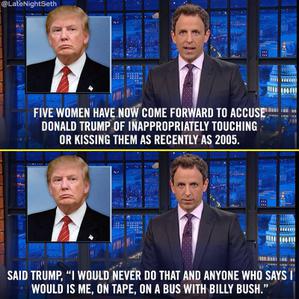 @LateNightSeth
FIVE WOMEN HAVE NOW COME FORWARD TO ACCUSE
DONALD TRUMP OF INAPPROPRIATELY TOUCHING
OR KISSING THEM AS RECENTLY AS 2005.
SAID TRUMP, “I WOULD NEVER DO THAT AND ANYONE WHO SAYS I
WOULD IS ME, ON TAPE, ON A BUS WITH BILLY BUSH.”